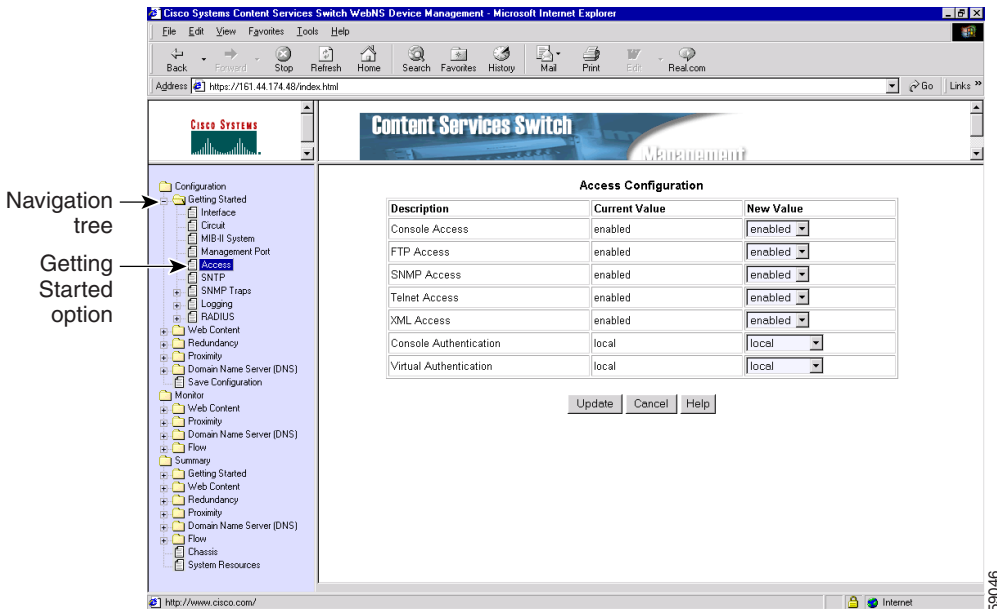 Cisco Systems Content Services Switch WebNS Device Management - Microsoft Internet Explorer
File Edit View Favorites Tools Help
Back Forward Stop Refresh Home Search Favorites History Mail Print Edit Real.com
Address https://161.44.174.48/index.html Go Links »
CISCO SYSTEMS
Content Services Switch
Management
Navigation tree
Getting Started option
Configuration
Getting Started
Interface
Circuit
MIB-II System
Management Port
Access
SNTP
SNMP Traps
Logging
RADIUS
Web Content
Redundancy
Proximity
Domain Name Server (DNS)
Save Configuration
Monitor
Web Content
Proximity
Domain Name Server (DNS)
Flow
Summary
Getting Started
Web Content
Redundancy
Proximity
Domain Name Server (DNS)
Flow
Chassis
System Resources
Access Configuration
Description Current Value New Value
Console Access enabled enabled
FTP Access enabled enabled
SNMP Access enabled enabled
Telnet Access enabled enabled
XML Access enabled enabled
Console Authentication local local
Virtual Authentication local local
Update Cancel Help
http://www.cisco.com/ Internet
59046